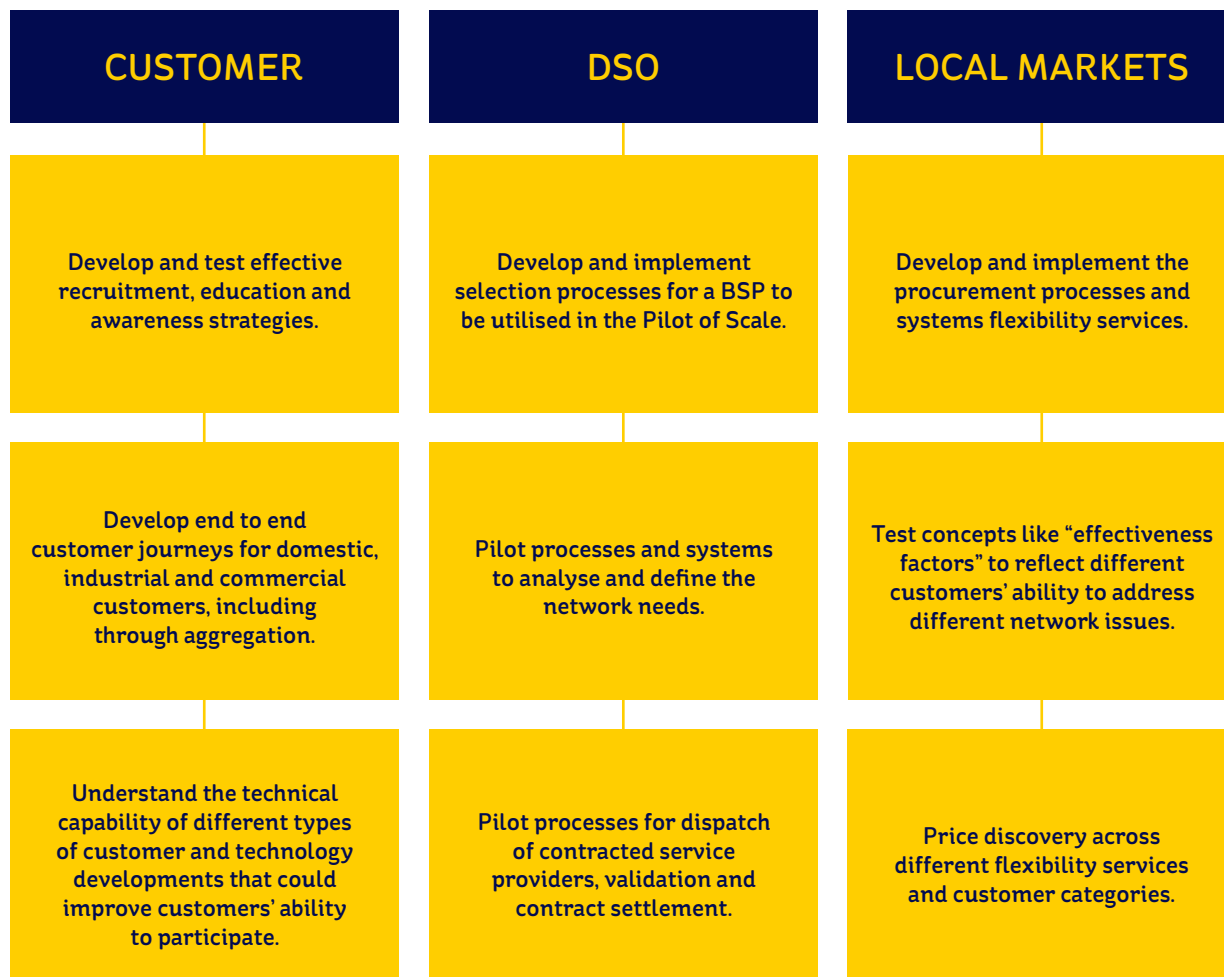 CUSTOMER
Develop and test effective
recruitment, education and
awareness strategies.
Develop end to end
customer journeys for domestic,
industrial and commercial
customers, including
through aggregation.
Understand the technical
capability of different types
of customer and technology
developments that could
improve customers’ ability
to participate.
DSO
Develop and implement
selection processes for a BSP to
be utilised in the Pilot of Scale.
Pilot processes and systems
to analyse and define the
network needs.
Pilot processes for dispatch
of contracted service
providers, validation and
contract settlement.
LOCAL MARKETS
Develop and implement the
procurement processes and
systems flexibility services.
Test concepts like “effectiveness
factors” to reflect different
customers’ ability to address
different network issues.
Price discovery across
different flexibility services
and customer categories.